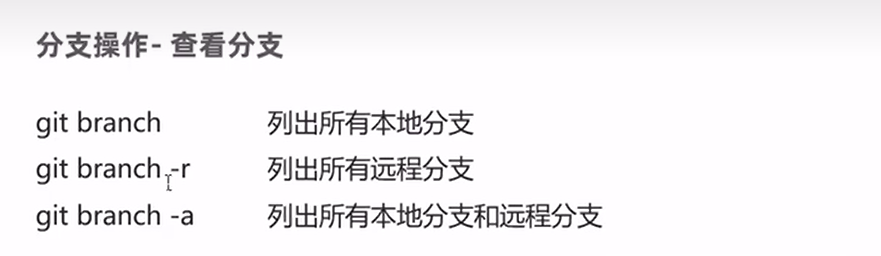 分支操作- 查看分支
git branch 列出所有本地分支
git branch -r 列出所有远程分支
git branch -a 列出所有本地分支和远程分支